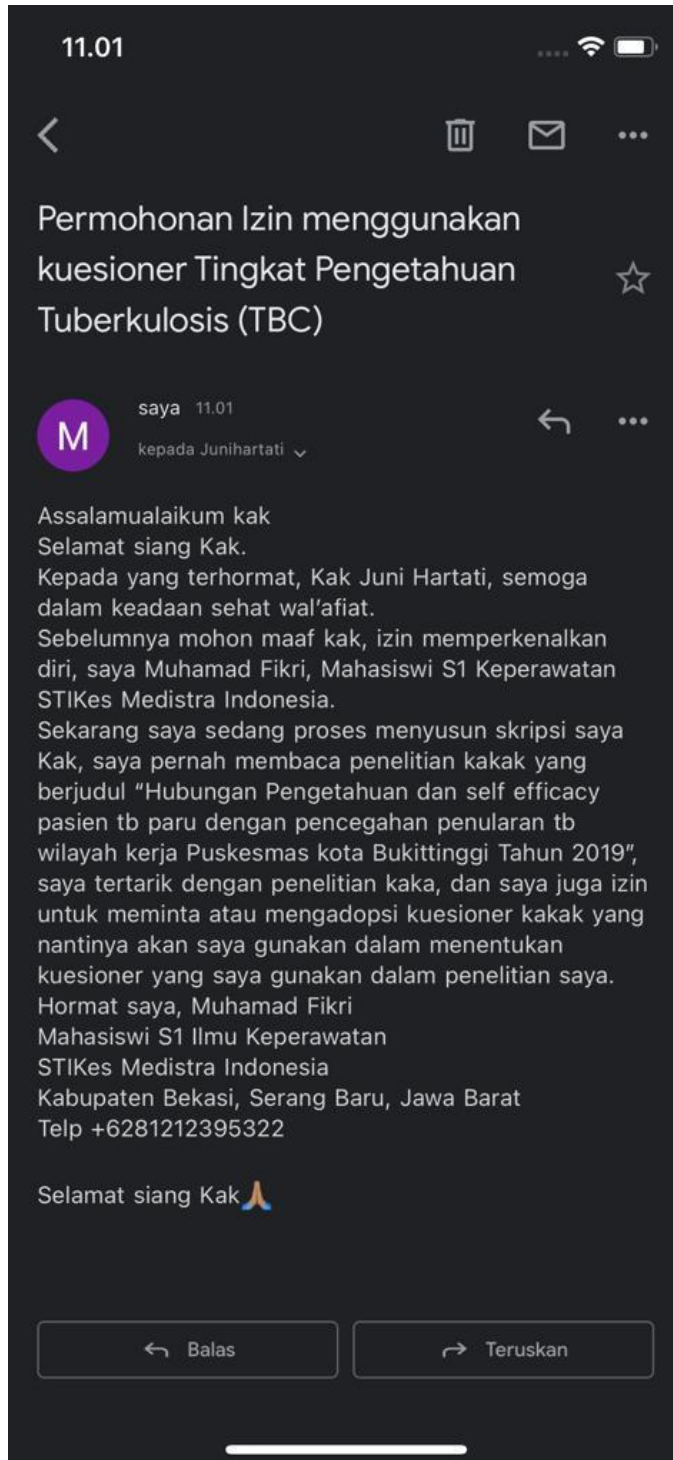 11.01
Permohonan Izin menggunakan
kuesioner Tingkat Pengetahuan
Tuberkulosis (TBC)
M
saya 11.01
kepada Junihartati
Assalamualaikum kak
Selamat siang Kak.
Kepada yang terhormat, Kak Juni Hartati, semoga
dalam keadaan sehat wal'afiat.
Sebelumnya mohon maaf kak, izin memperkenalkan
diri, saya Muhamad Fikri, Mahasiswi S1 Keperawatan
STIKes Medistra Indonesia.
Sekarang saya sedang proses menyusun skripsi saya
Kak, saya pernah membaca penelitian kakak yang
berjudul “Hubungan Pengetahuan dan self efficacy
pasien tb paru dengan pencegahan penularan tb
wilayah kerja Puskesmas kota Bukittinggi Tahun 2019”,
saya tertarik dengan penelitian kaka, dan saya juga izin
untuk meminta atau mengadopsi kuesioner kakak yang
nantinya akan saya gunakan dalam menentukan
kuesioner yang saya gunakan dalam penelitian saya.
Hormat saya, Muhamad Fikri
Mahasiswi S1 Ilmu Keperawatan
STIKes Medistra Indonesia
Kabupaten Bekasi, Serang Baru, Jawa Barat
Telp +6281212395322
Selamat siang Kak🙏🏽
Balas
Teruskan